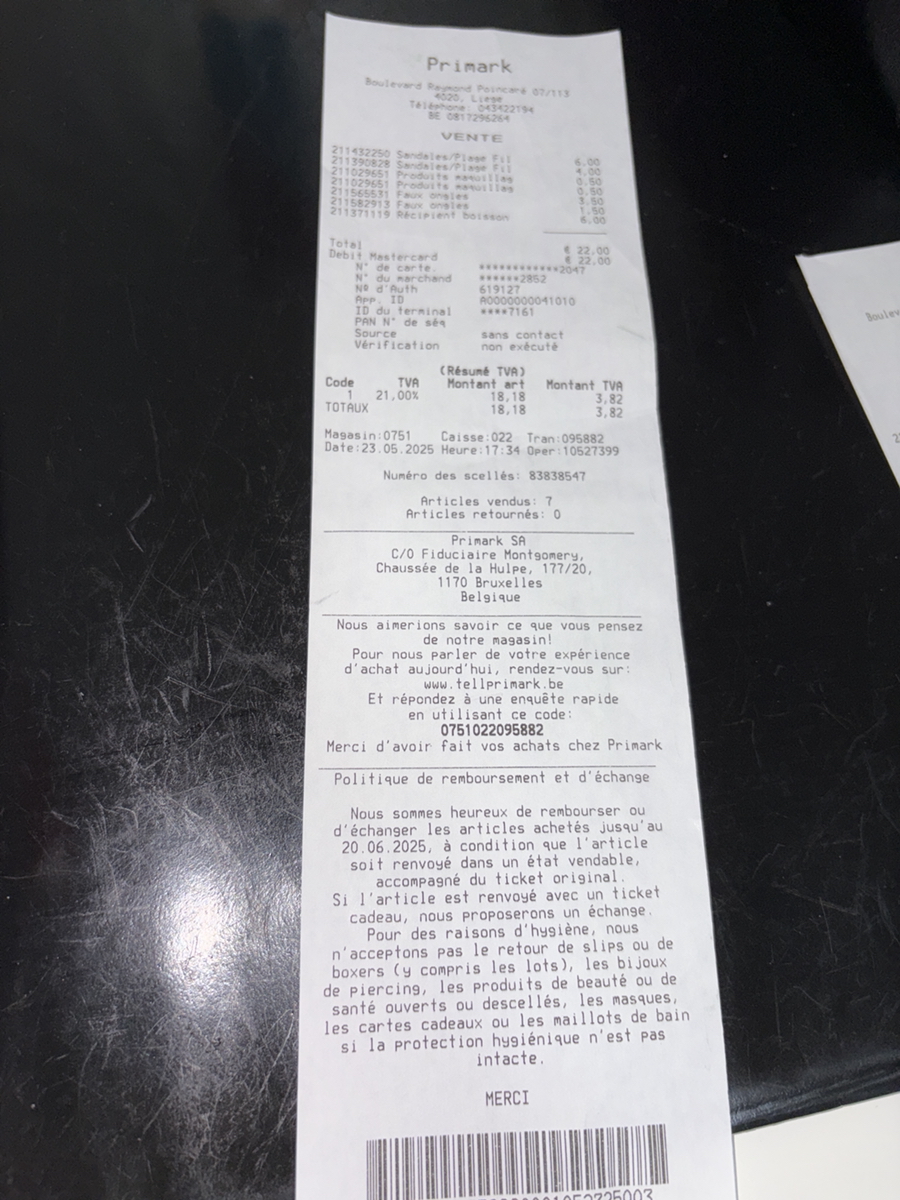 Primark
Boulevard Raymond Poincaré 07/113
4020, Liege
Téléphone: 043422194
BE 0817296264
VENTE
211432250 Sandales/Plage Fil 6.00
211390828 Sandales/Plage Fil 4.00
211029651 Produits maquillas 0.50
211029651 Produits maquillas 0.50
211565531 Faux ongles 3.50
211582913 Faux ongles 1.50
211371119 Récipient boisson 6.00
Total € 22,00
Debit Mastercard € 22,00
N° de carte. ************2047
N° du marchand ******2852
Nº d'Auth 619127
App. ID A0000000041010
ID du terminal ****7161
PAN N° de séq
Source sans contact
Vérification non exécuté
(Résumé TVA)
Code TVA Montant art Montant TVA
1 21,00% 18,18 3,82
TOTAUX 18,18 3,82
Magasin:0751 Caisse:022 Tran:095882
Date:23.05.2025 Heure:17:34 Oper:10527399
Numéro des scellés: 83838547
Articles vendus: 7
Articles retournés: 0
Primark SA
C/O Fiduciaire Montgomery,
Chaussée de la Hulpe, 177/20,
1170 Bruxelles
Belgique
Nous aimerions savoir ce que vous pensez
de notre magasin!
Pour nous parler de votre expérience
d'achat aujourd'hui, rendez-vous sur:
www.tellprimark.be
Et répondez à une enquête rapide
en utilisant ce code:
0751022095882
Merci d'avoir fait vos achats chez Primark
Politique de remboursement et d'échange
Nous sommes heureux de rembourser ou
d'échanger les articles achetés jusqu'au
20.06.2025, à condition que l'article
soit renvoyé dans un état vendable,
accompagné du ticket original.
Si l'article est renvoyé avec un ticket
cadeau, nous proposerons un échange.
Pour des raisons d'hygiène, nous
n'acceptons pas le retour de slips ou de
boxers (y compris les lots), les bijoux
de piercing, les produits de beauté ou de
santé ouverts ou descellés, les masques,
les cartes cadeaux ou les maillots de bain
si la protection hygiénique n'est pas
intacte.
MERCI